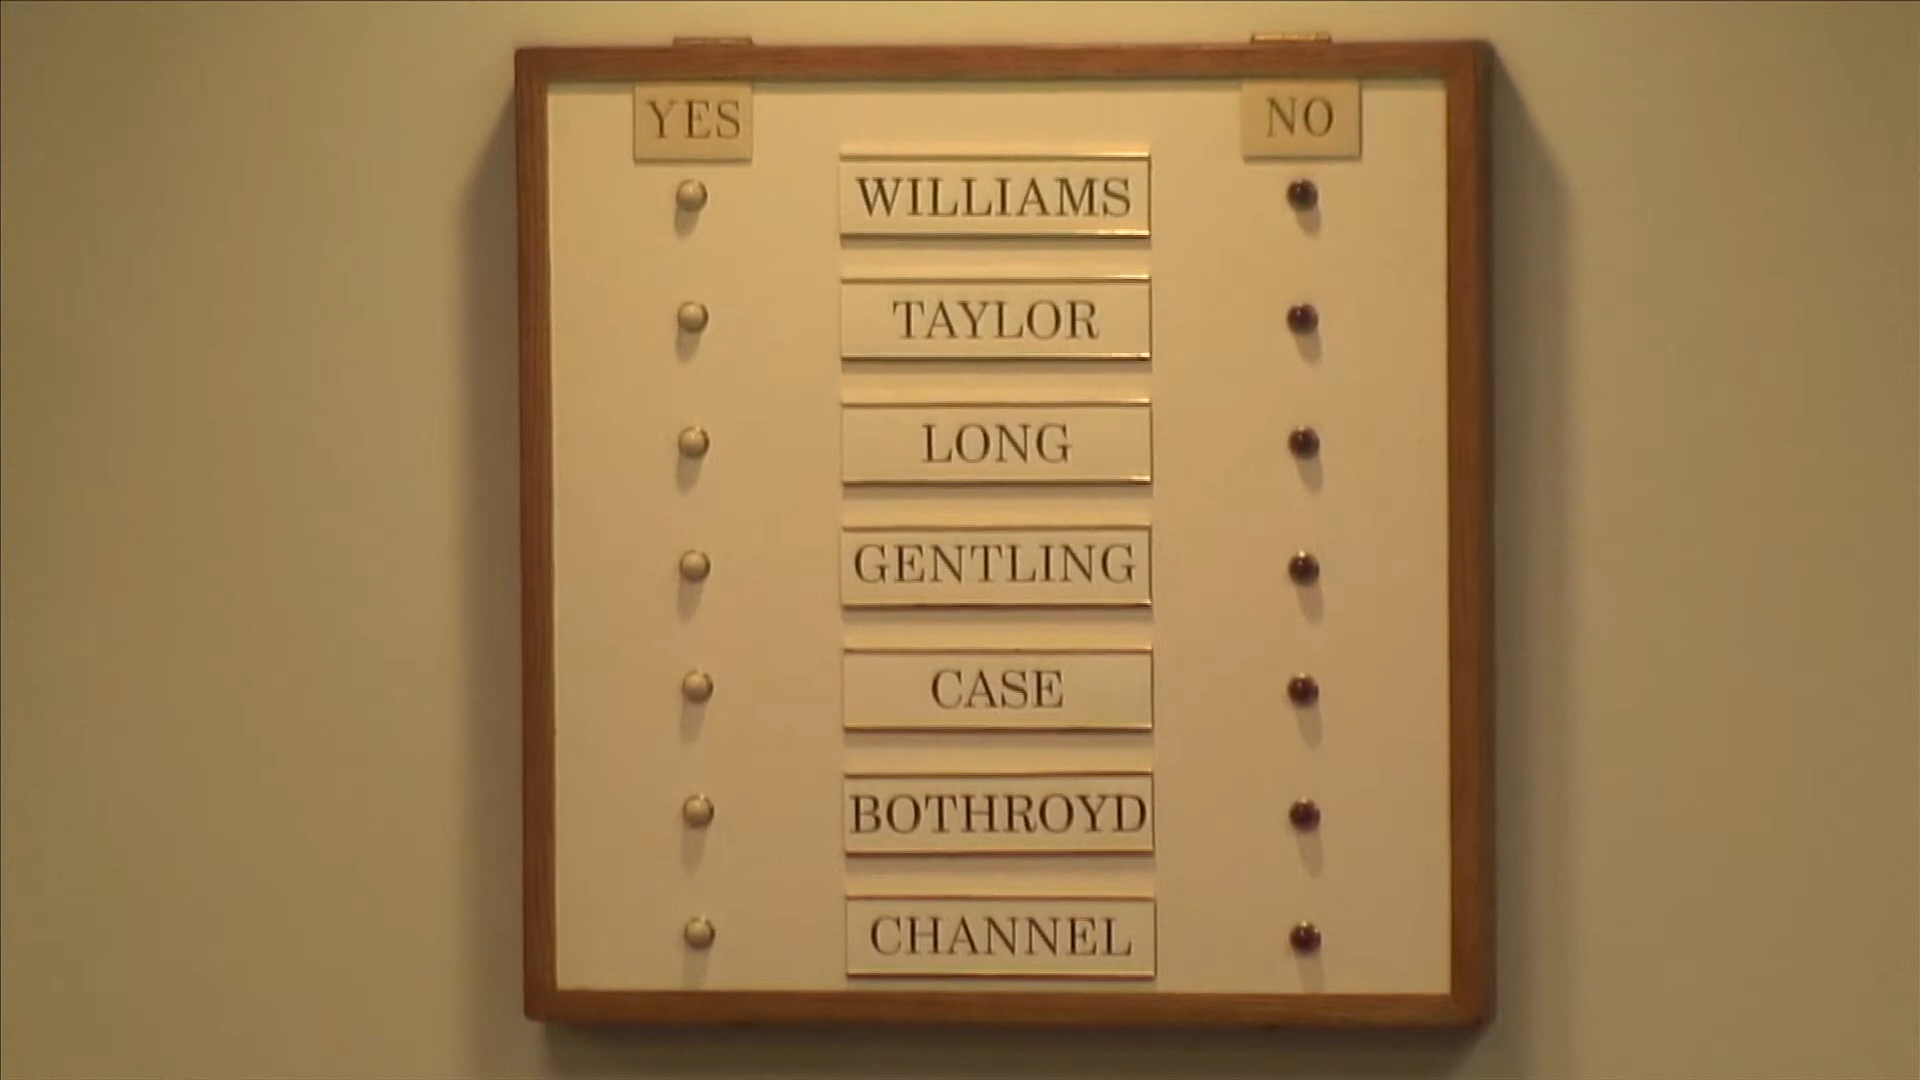 YES NO
WILLIAMS
TAYLOR
LONG
GENTLING
CASE
BOTHROYD
CHANNEL